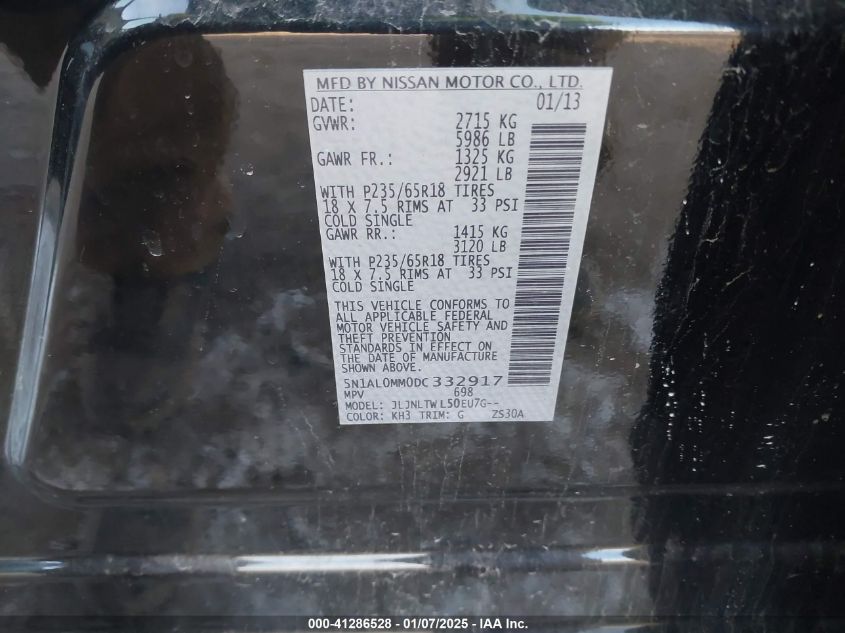 MFD BY NISSAN MOTOR CO., LTD.
DATE: 01/13
GVWR: 2715 KG
5986 LB
GAWR FR.: 1325 KG
2921 LB
WITH P235/65R18 TIRES
18 X 7.5 RIMS AT 33 PSI
COLD SINGLE
GAWR RR.: 1415 KG
3120 LB
WITH P235/65R18 TIRES
18 X 7.5 RIMS AT 33 PSI
COLD SINGLE
THIS VEHICLE CONFORMS TO
ALL APPLICABLE FEDERAL
MOTOR VEHICLE SAFETY AND
THEFT PREVENTION
STANDARDS IN EFFECT ON
THE DATE OF MANUFACTURE
SHOWN ABOVE.
5N1AL0MM0DC 332917
MPV 698
MODEL: JLJNLTW L50EU7G--
COLOR: KH3 TRIM: G ZS30A
000-41286528 - 01/07/2025 - IAA Inc.